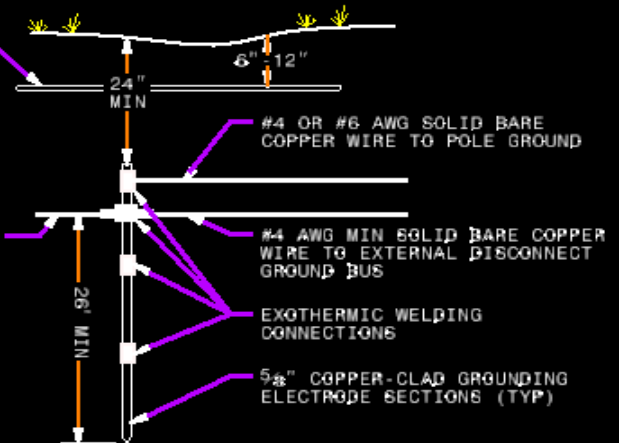 6"-12"
24"
MIN
#4 OR #6 AWG SOLID BARE
COPPER WIRE TO POLE GROUND
#4 AWG MIN SOLID BARE COPPER
WIRE TO EXTERNAL DISCONNECT
GROUND BUS
26' MIN
EXOTHERMIC WELDING
CONNECTIONS
5/8" COPPER-CLAD GROUNDING
ELECTRODE SECTIONS (TYP)